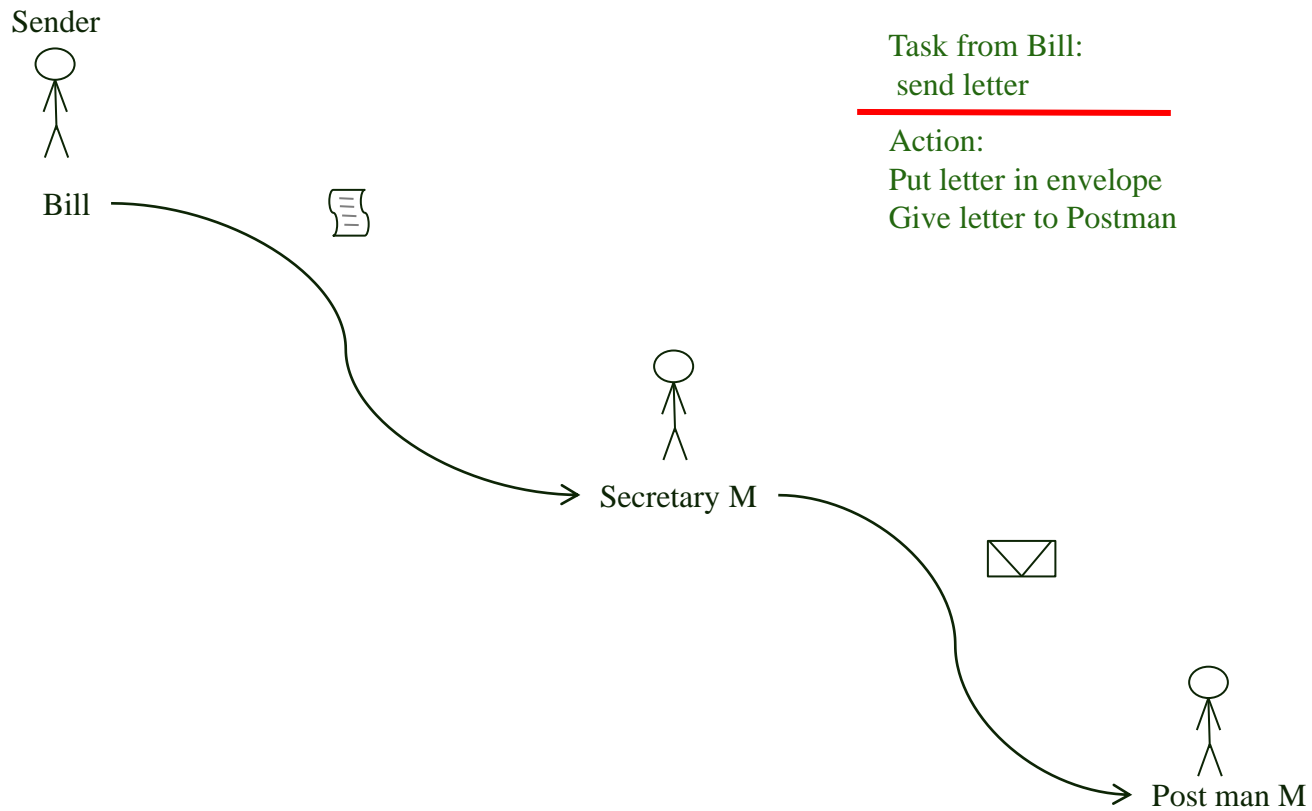 Sender
Task from Bill:
send letter
Action:
Put letter in envelope
Give letter to Postman
Bill
Secretary M
Post man M